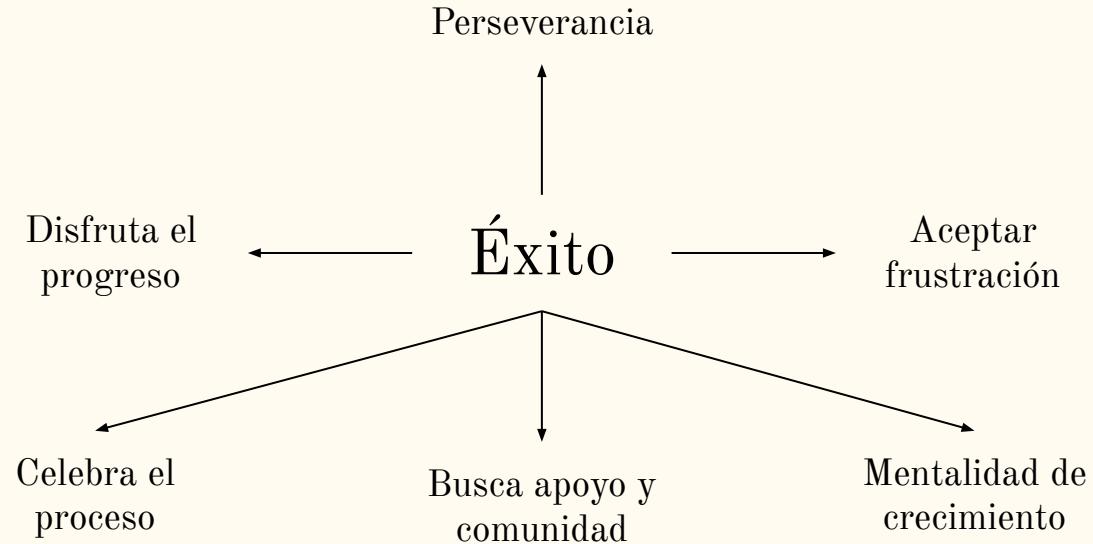 Perseverancia
Disfruta el
progreso
Éxito
Aceptar
frustración
Celebra el
proceso
Busca apoyo y
comunidad
Mentalidad de
crecimiento